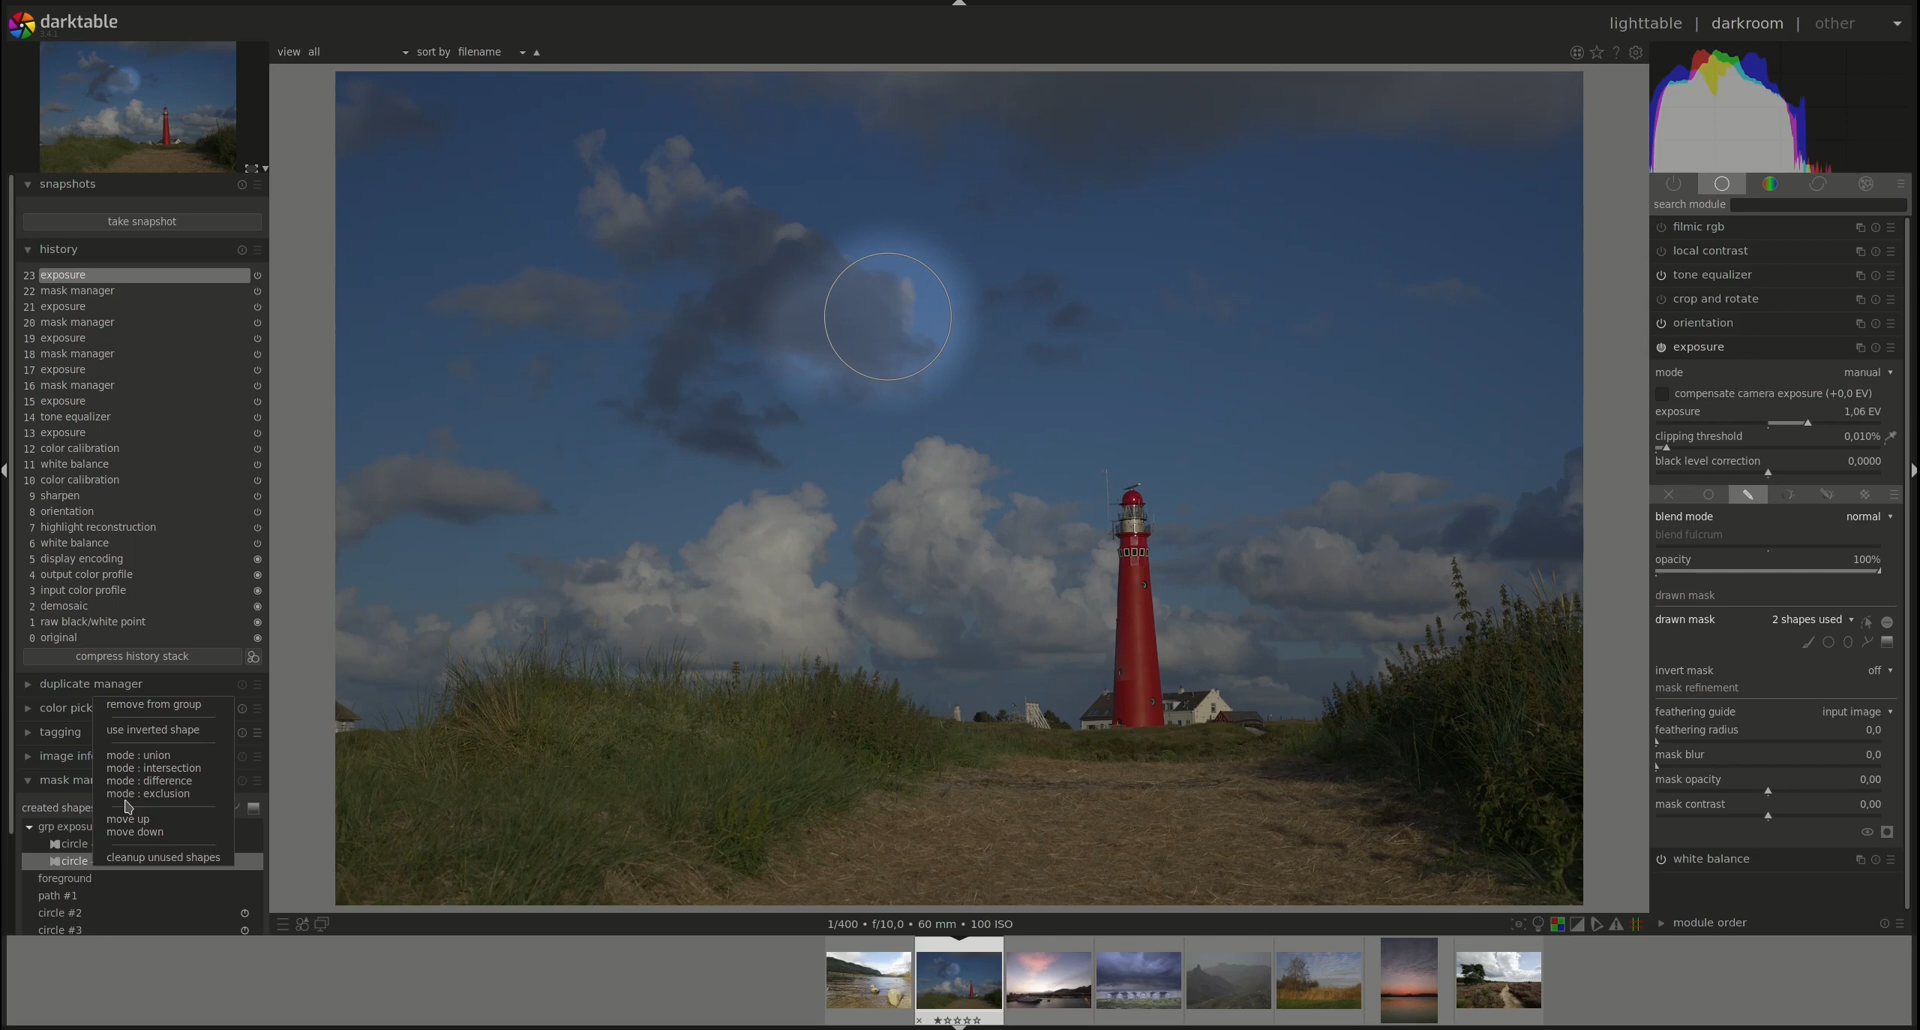 darktable
3.4.1
lighttable | darkroom | other
view all
sort by filename
snapshots
take snapshot
history
23 exposure
22 mask manager
21 exposure
20 mask manager
19 exposure
18 mask manager
17 exposure
16 mask manager
15 exposure
14 tone equalizer
13 exposure
12 color calibration
11 white balance
10 color calibration
9 sharpen
8 orientation
7 highlight reconstruction
6 white balance
5 display encoding
4 output color profile
3 input color profile
2 demosaic
1 raw black/white point
0 original
compress history stack
duplicate manager
color pick
tagging
image inf
mask ma
created shapes
grp exposu
circle
circle
foreground
path #1
circle #2
circle #3
remove from group
use inverted shape
mode : union
mode : intersection
mode : difference
mode : exclusion
move up
move down
cleanup unused shapes
1/400 • f/10,0 • 60 mm • 100 ISO
search module
filmic rgb
local contrast
tone equalizer
crop and rotate
orientation
exposure
mode manual
compensate camera exposure (+0,0 EV)
exposure 1,06 EV
clipping threshold 0,010%
black level correction 0,0000
blend mode normal
blend fulcrum
opacity 100%
drawn mask
drawn mask 2 shapes used
invert mask off
mask refinement
feathering guide input image
feathering radius 0,0
mask blur 0,0
mask opacity 0,00
mask contrast 0,00
white balance
module order